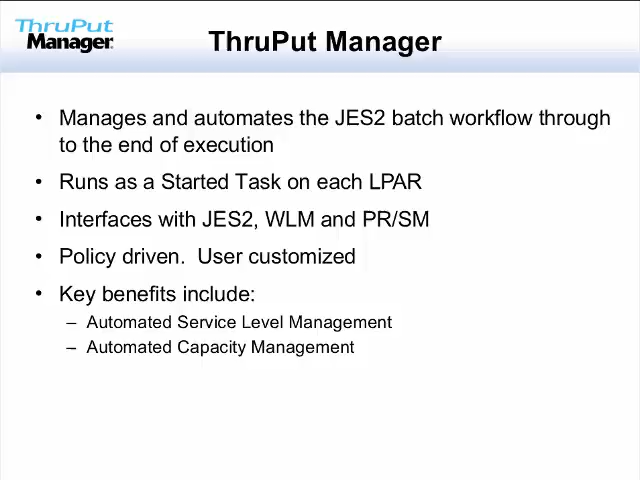 ThruPut
Manager
ThruPut Manager
• Manages and automates the JES2 batch workflow through
to the end of execution
• Runs as a Started Task on each LPAR
• Interfaces with JES2, WLM and PR/SM
• Policy driven.  User customized
• Key benefits include:
– Automated Service Level Management
– Automated Capacity Management